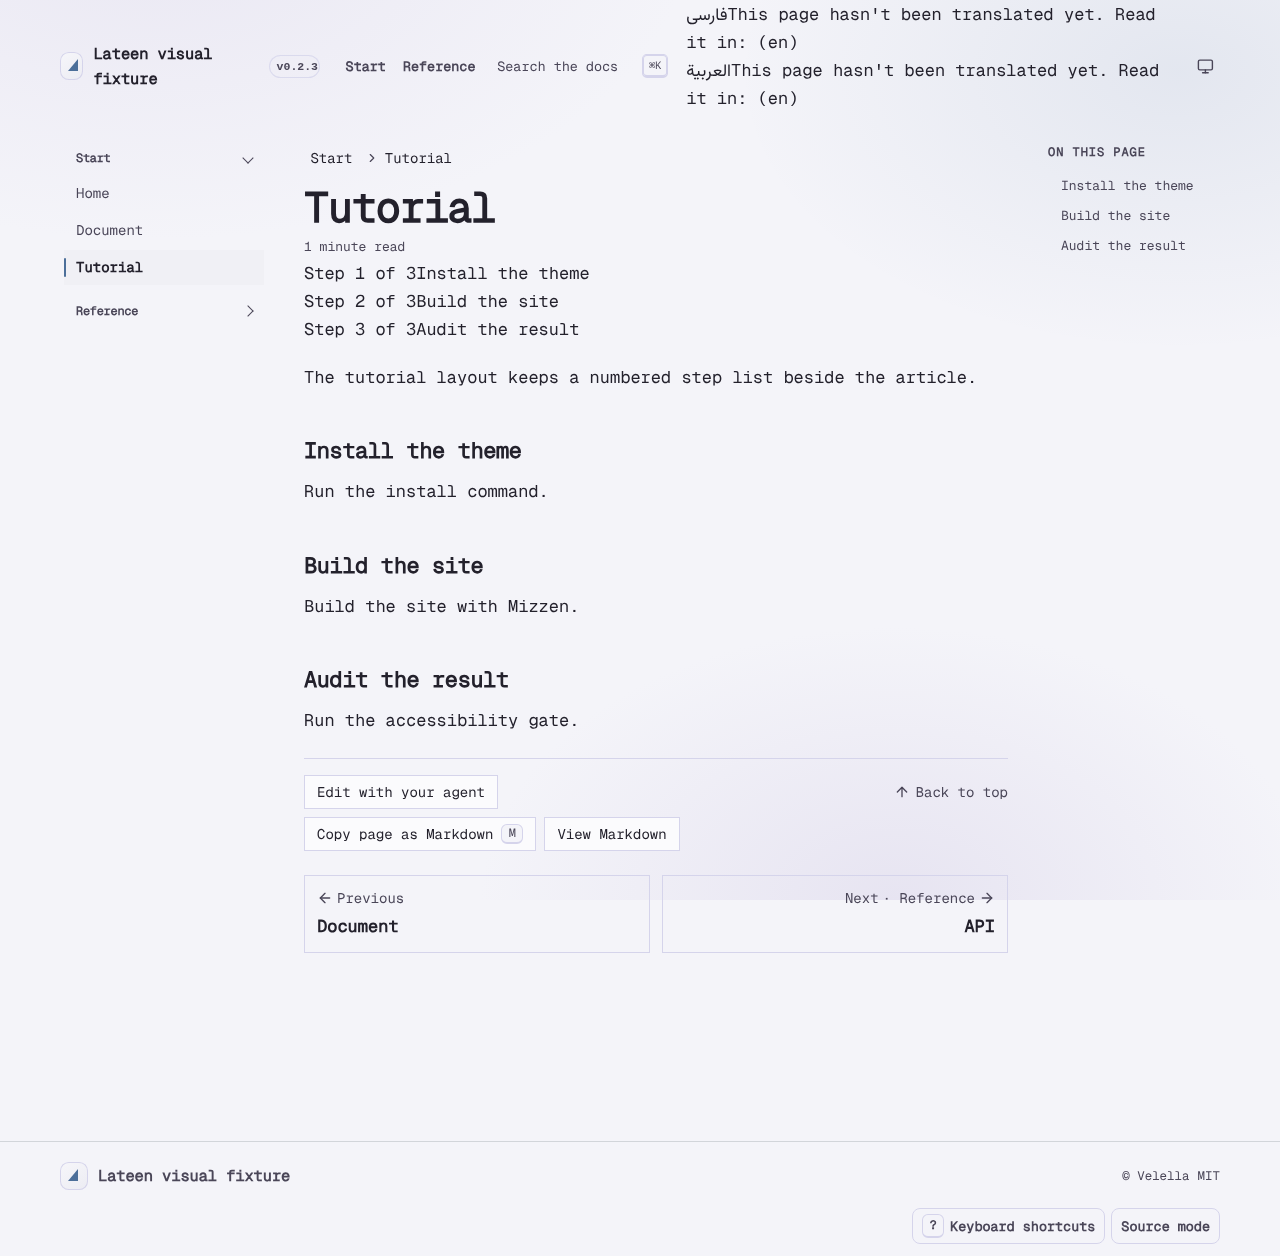 Lateen visual
fixture
v0.2.3
Start
Reference
Search the docs
⌘K
فارسیThis page hasn't been translated yet. Read
it in: (en)
العربيةThis page hasn't been translated yet. Read
it in: (en)
Start
Home
Document
Tutorial
Reference
Start
Tutorial
Tutorial
1 minute read
Step 1 of 3Install the theme
Step 2 of 3Build the site
Step 3 of 3Audit the result
The tutorial layout keeps a numbered step list beside the article.
Install the theme
Run the install command.
Build the site
Build the site with Mizzen.
Audit the result
Run the accessibility gate.
Edit with your agent
↑ Back to top
Copy page as Markdown M
View Markdown
← Previous
Document
Next · Reference →
API
ON THIS PAGE
Install the theme
Build the site
Audit the result
Lateen visual fixture
© Velella MIT
? Keyboard shortcuts
Source mode